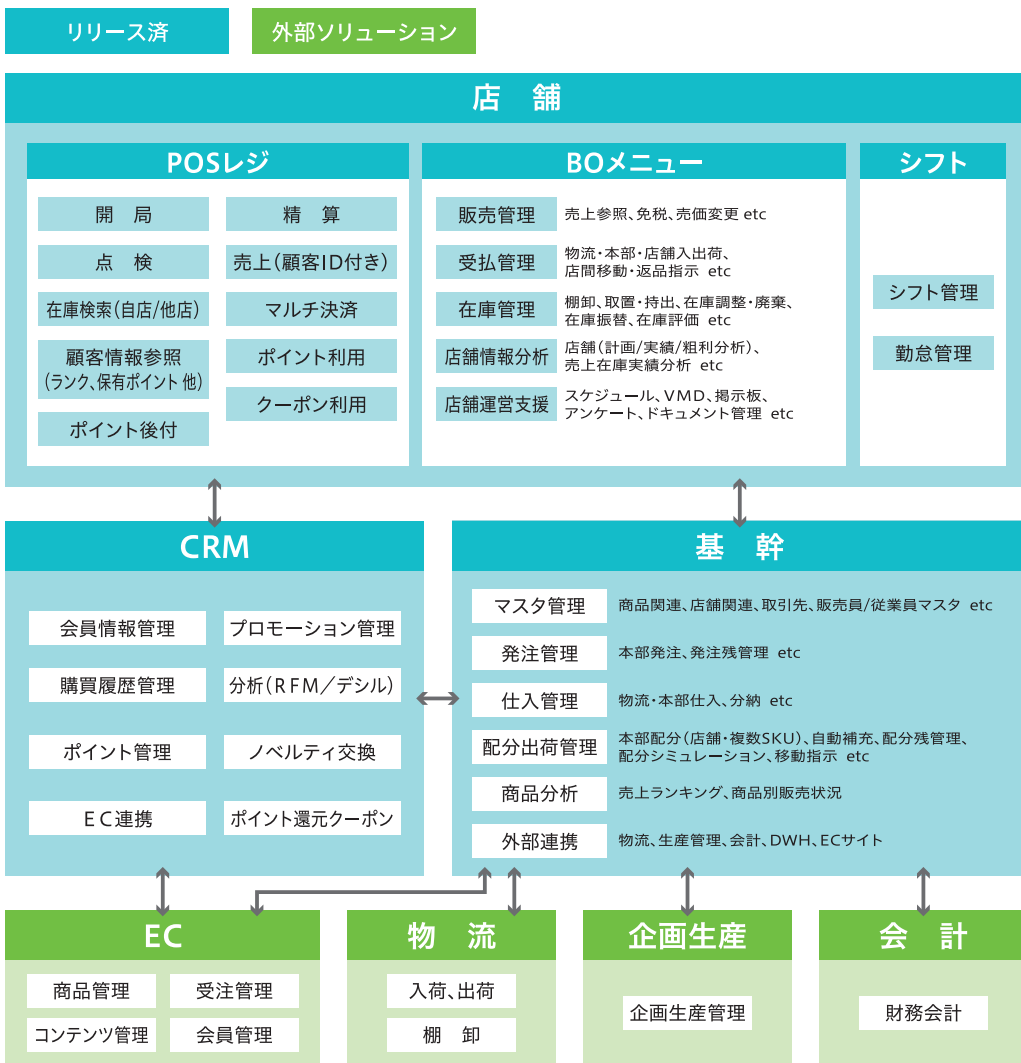 リリース済
外部ソリューション
店　舗
POSレジ
開　局
精　算
点　検
売上(顧客ID付き)
在庫検索(自店/他店)
マルチ決済
顧客情報参照
(ランク、保有ポイント 他)
ポイント利用
クーポン利用
ポイント後付
BOメニュー
販売管理
売上参照、免税、売価変更 etc
受払管理
物流・本部・店舗入出荷、
店間移動・返品指示 etc
在庫管理
棚卸、取置・持出、在庫調整・廃棄、
在庫振替、在庫評価 etc
店舗情報分析
店舗(計画/実績/粗利分析)、
売上在庫実績分析 etc
店舗運営支援
スケジュール、VMD、掲示板、
アンケート、ドキュメント管理 etc
シフト
シフト管理
勤怠管理
CRM
会員情報管理
プロモーション管理
購買履歴管理
分析(RFM/デシル)
ポイント管理
ノベルティ交換
EC連携
ポイント還元クーポン
基　幹
マスタ管理
商品関連、店舗関連、取引先、販売員/従業員マスタ etc
発注管理
本部発注、発注残管理 etc
仕入管理
物流・本部仕入、分納 etc
配分出荷管理
本部配分(店舗・複数SKU)、自動補充、配分残管理、
配分シミュレーション、移動指示 etc
商品分析
売上ランキング、商品別販売状況
外部連携
物流、生産管理、会計、DWH、ECサイト
EC
商品管理
受注管理
コンテンツ管理
会員管理
物　流
入荷、出荷
棚　卸
企画生産
企画生産管理
会　計
財務会計